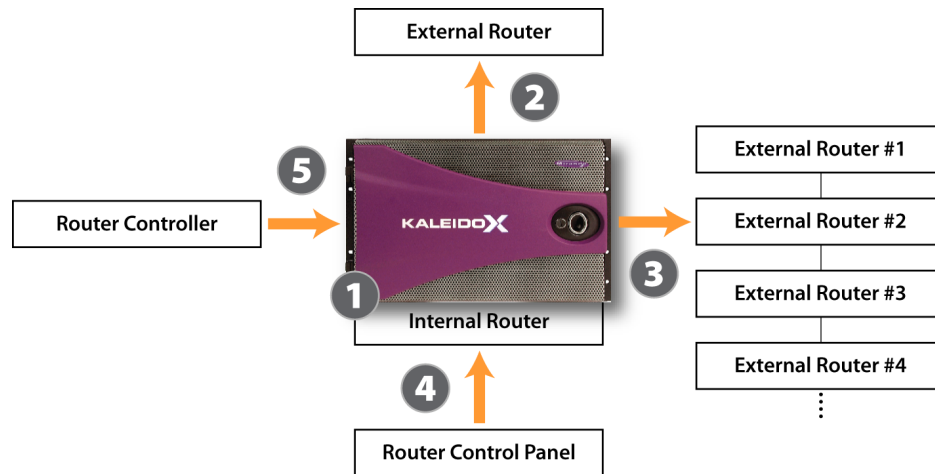 External Router
2
External Router #1
5
Router Controller
KALEIDOX
External Router #2
3
1
External Router #3
Internal Router
4
External Router #4
Router Control Panel